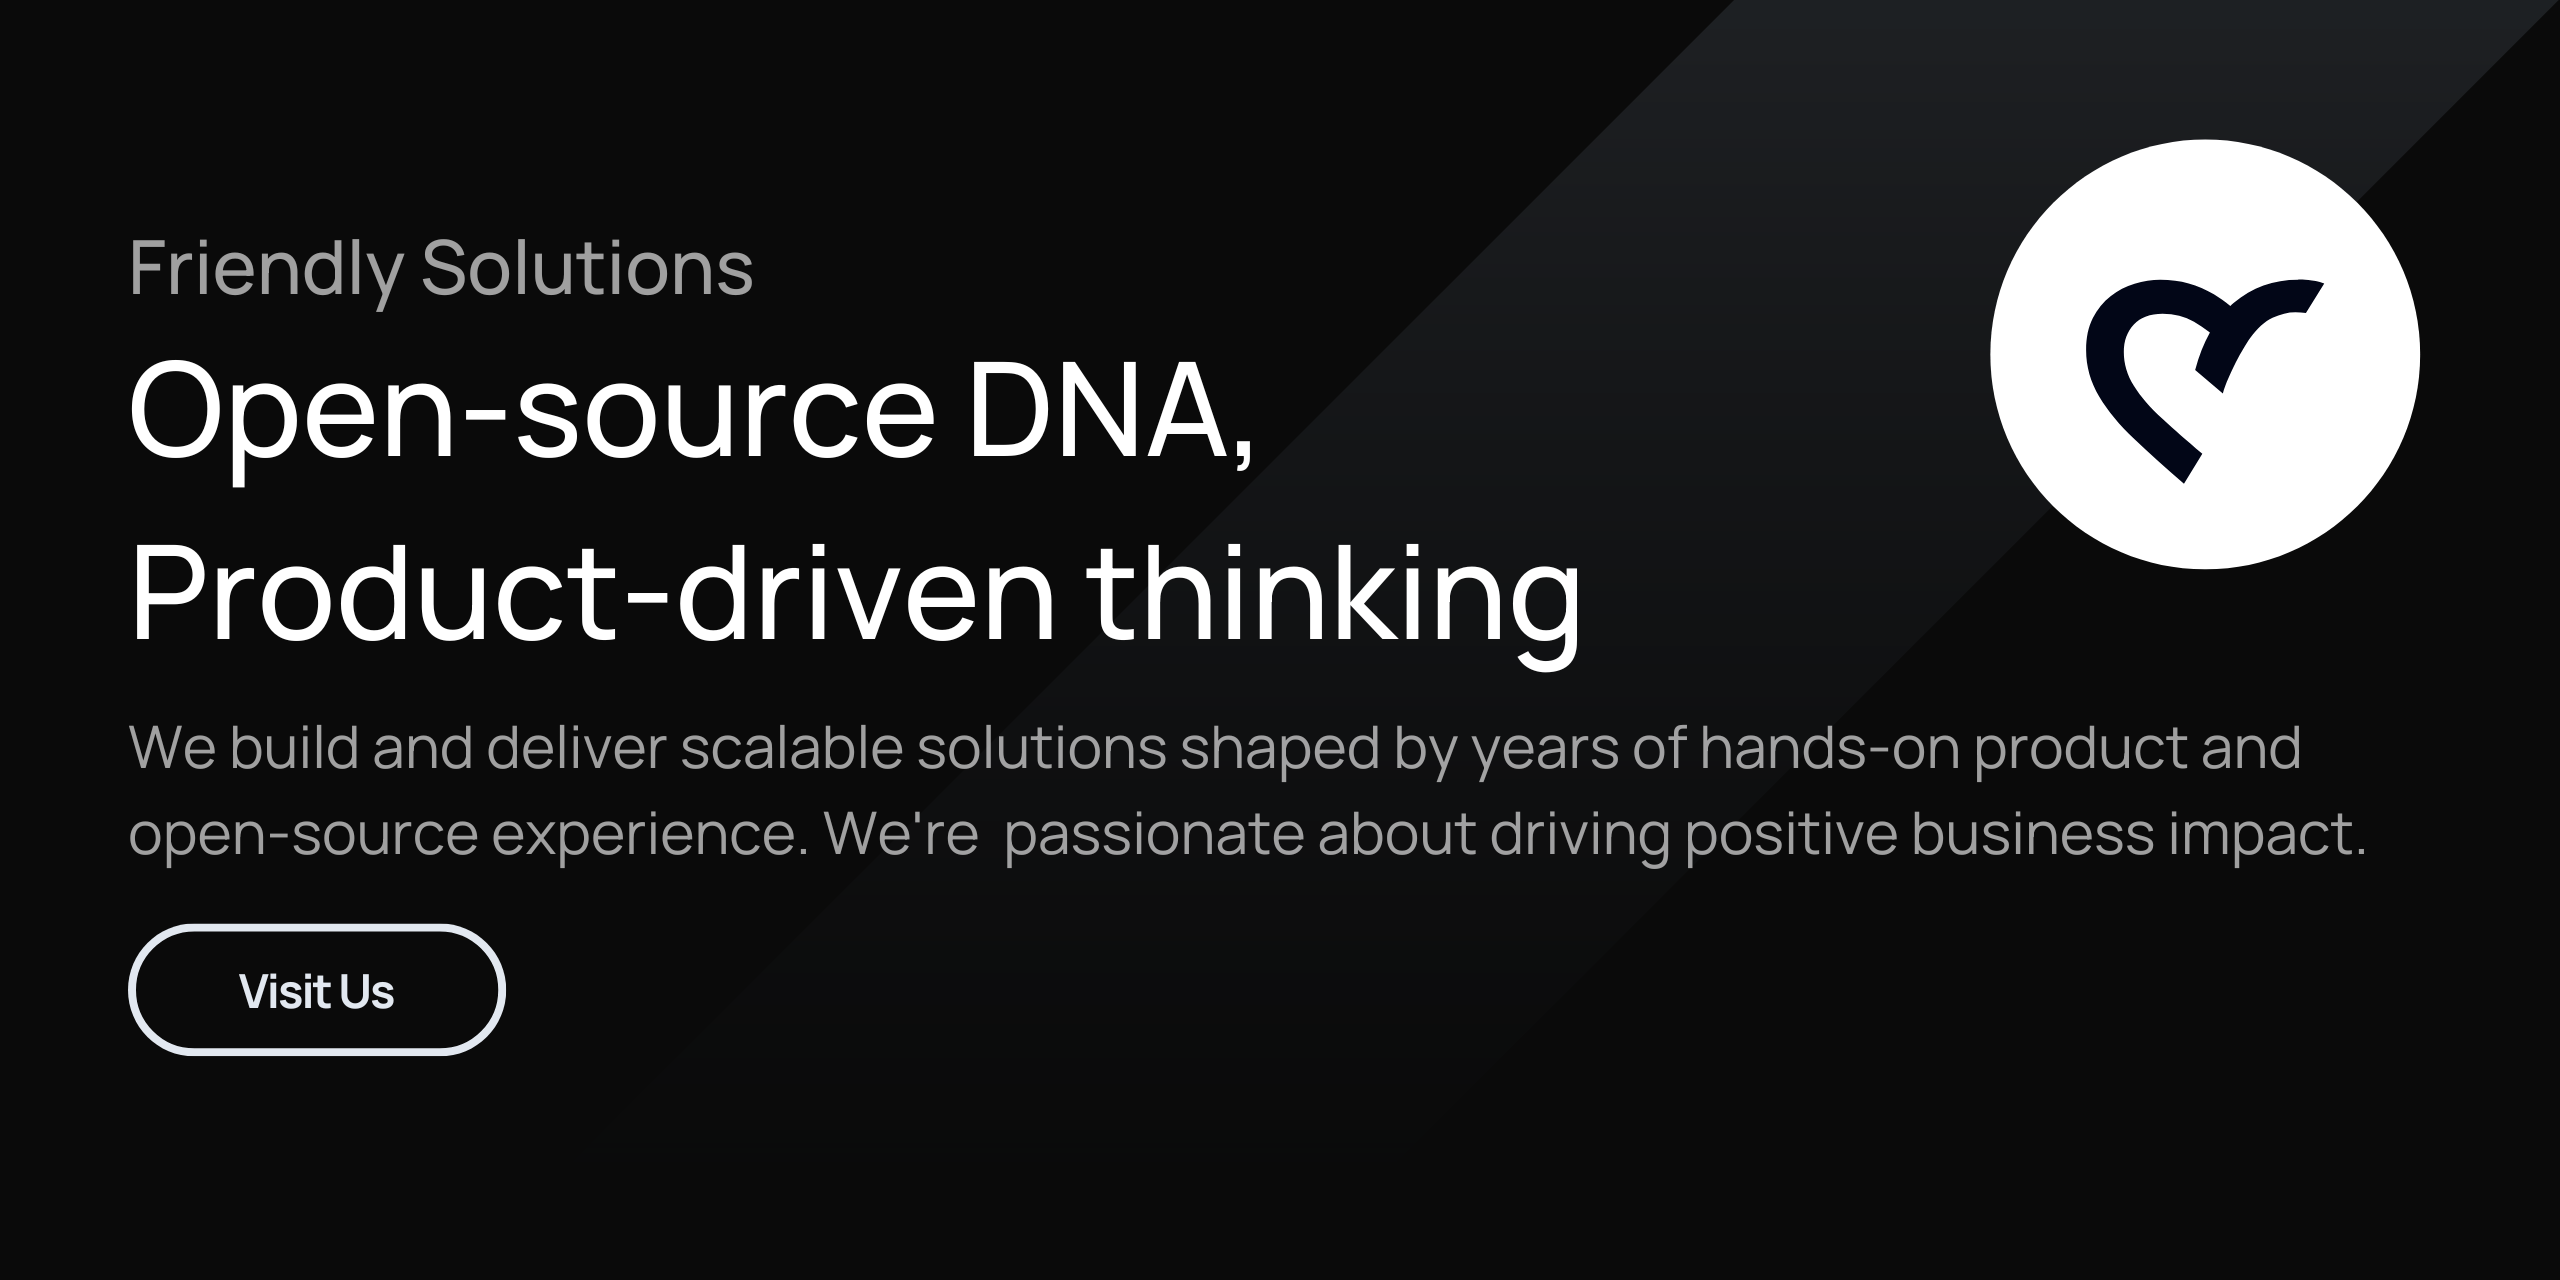 Friendly Solutions
Open-source DNA,
Product-driven thinking
We build and deliver scalable solutions shaped by years of hands-on product and
open-source experience. We're  passionate about driving positive business impact.
Visit Us